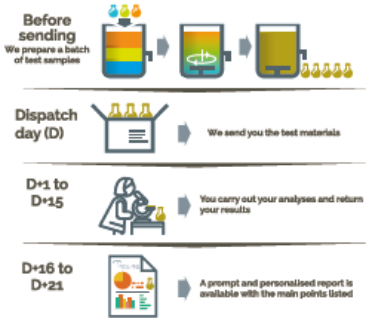 Before
sending
We prepare a batch
of test samples
Dispatch
day (D)
We send you the test materials
D+1 to
D+15
You carry out your analyses and return
your results
D+16 to
D+21
A prompt and personalised report is
available with the main points listed